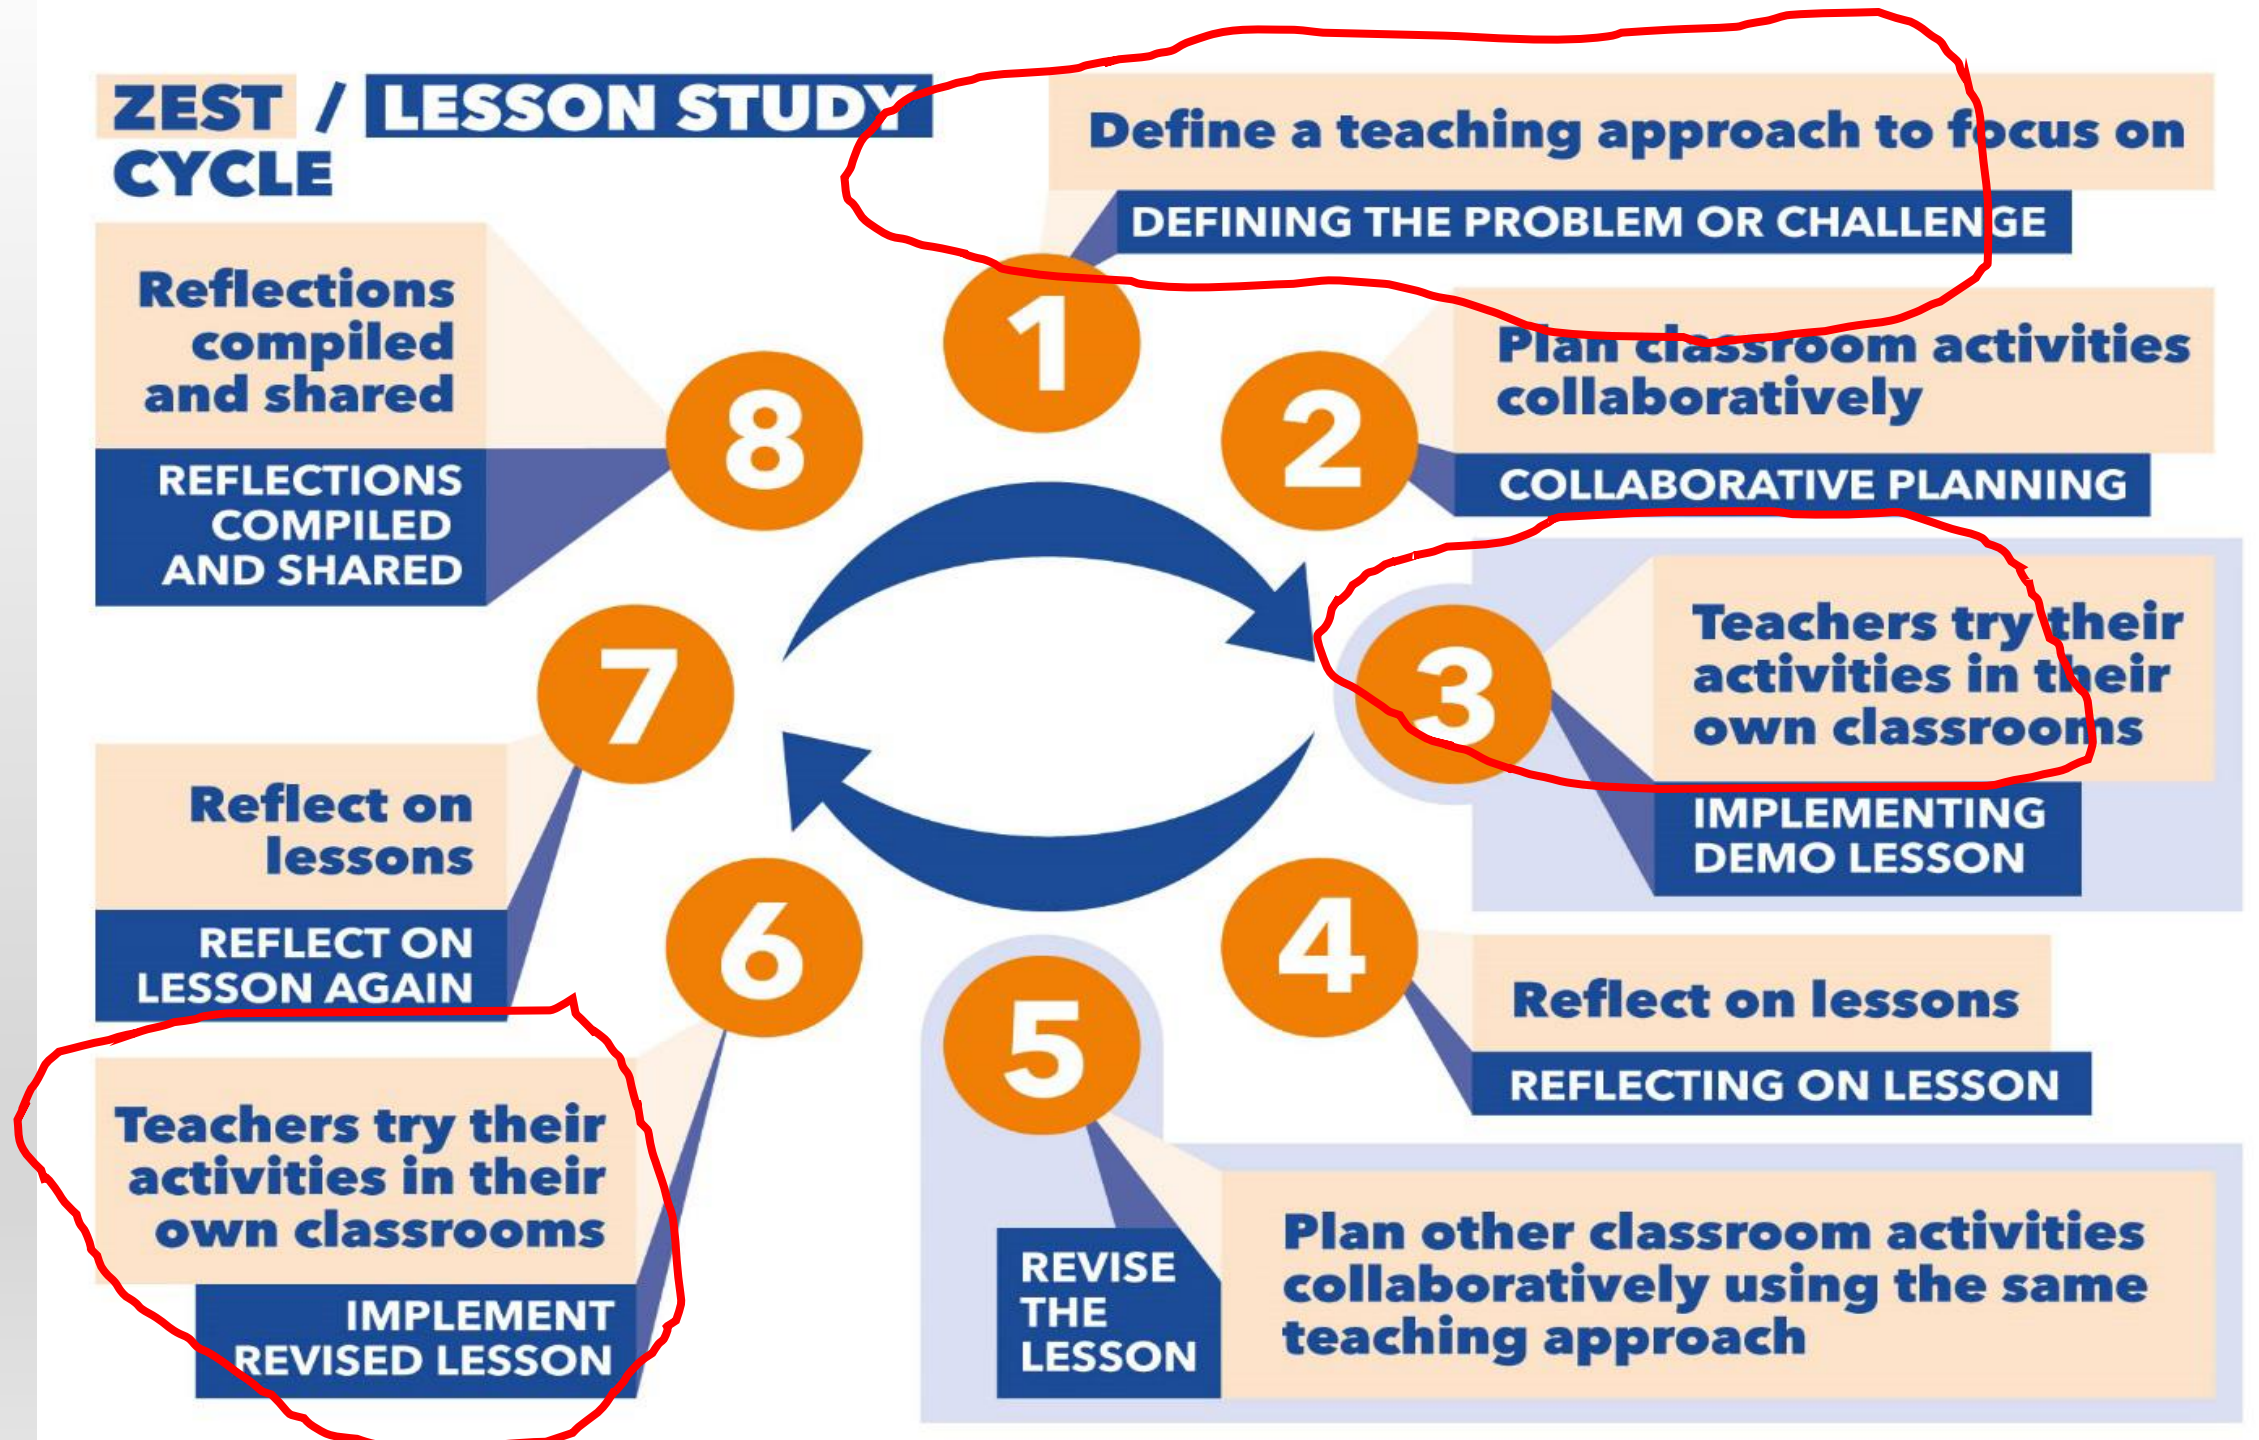 ZEST / LESSON STUDY
CYCLE
1
Define a teaching approach to focus on
DEFINING THE PROBLEM OR CHALLENGE
2
Plan classroom activities
collaboratively
COLLABORATIVE PLANNING
3
Teachers try their
activities in their
own classrooms
IMPLEMENTING
DEMO LESSON
4
Reflect on lessons
REFLECTING ON LESSON
5
REVISE
THE
LESSON
Plan other classroom activities
collaboratively using the same
teaching approach
6
Teachers try their
activities in their
own classrooms
IMPLEMENT
REVISED LESSON
7
Reflect on
lessons
REFLECT ON
LESSON AGAIN
8
Reflections
compiled
and shared
REFLECTIONS
COMPILED
AND SHARED